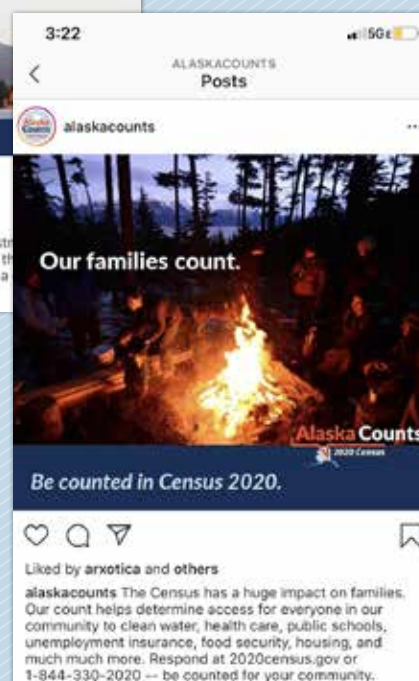 3:22
5GE
ALASKACOUNTS
Posts
Alaska Counts
alaskacounts
Our families count.
Alaska Counts
2020 Census
Be counted in Census 2020.
Liked by arxotica and others
alaskacounts The Census has a huge impact on families.
Our count helps determine access for everyone in our
community to clean water, health care, public schools,
unemployment insurance, food security, housing, and
much much more. Respond at 2020census.gov or
1-844-330-2020 -- be counted for your community.